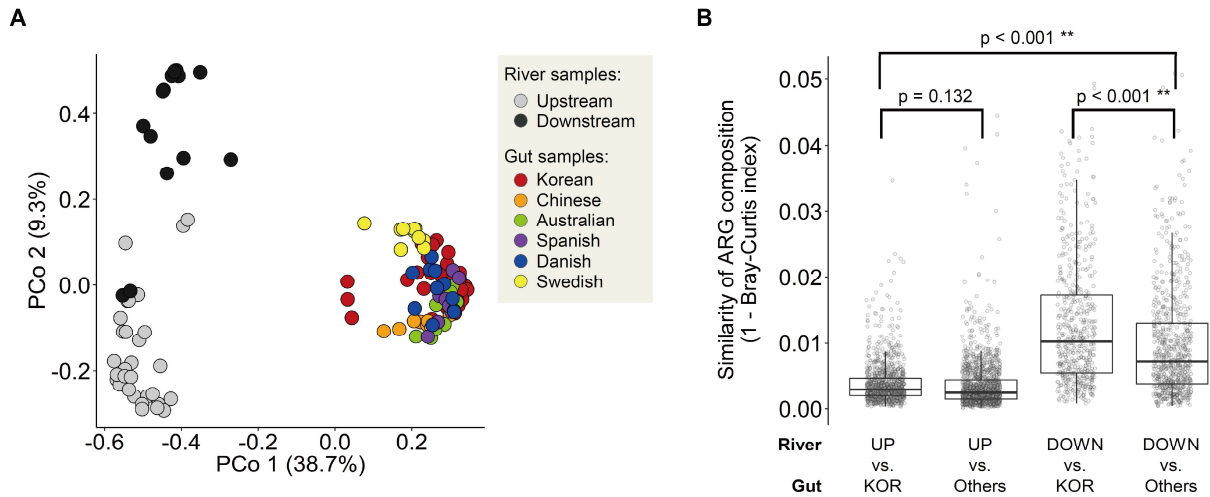 A
PCo 2 (9.3%)
0.4
0.2
0.0
-0.2
-0.6
-0.4
-0.2
0.0
0.2
PCo 1 (38.7%)
River samples:
Upstream
Downstream
Gut samples:
Korean
Chinese
Australian
Spanish
Danish
Swedish
B
p < 0.001 **
p = 0.132
p < 0.001 **
Similarity of ARG composition
(1 - Bray-Curtis index)
0.05
0.04
0.03
0.02
0.01
0.00
River
UP
vs.
KOR
UP
vs.
Others
DOWN
vs.
KOR
DOWN
vs.
Others
Gut